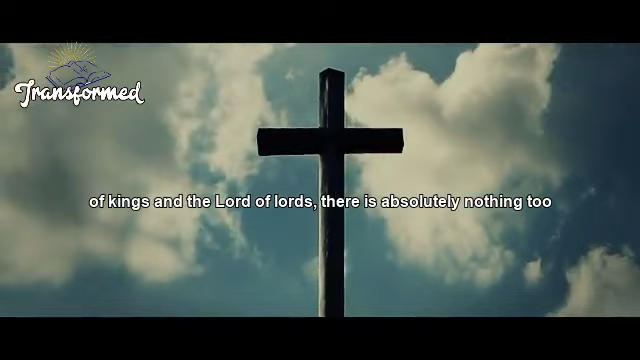 Transformed
of kings and the Lord of lords, there is absolutely nothing too